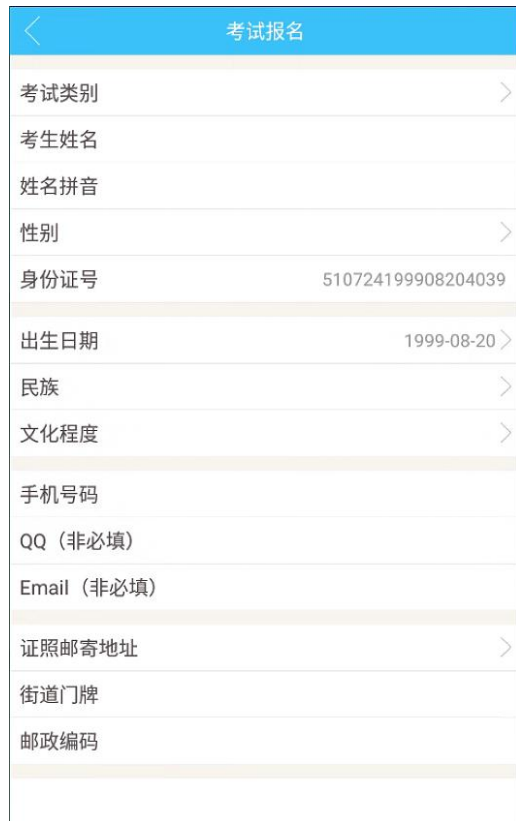 考试报名
考试类别
考生姓名
姓名拼音
性别
身份证号 510724199908204039
出生日期 1999-08-20
民族
文化程度
手机号码
QQ（非必填）
Email（非必填）
证照邮寄地址
街道门牌
邮政编码